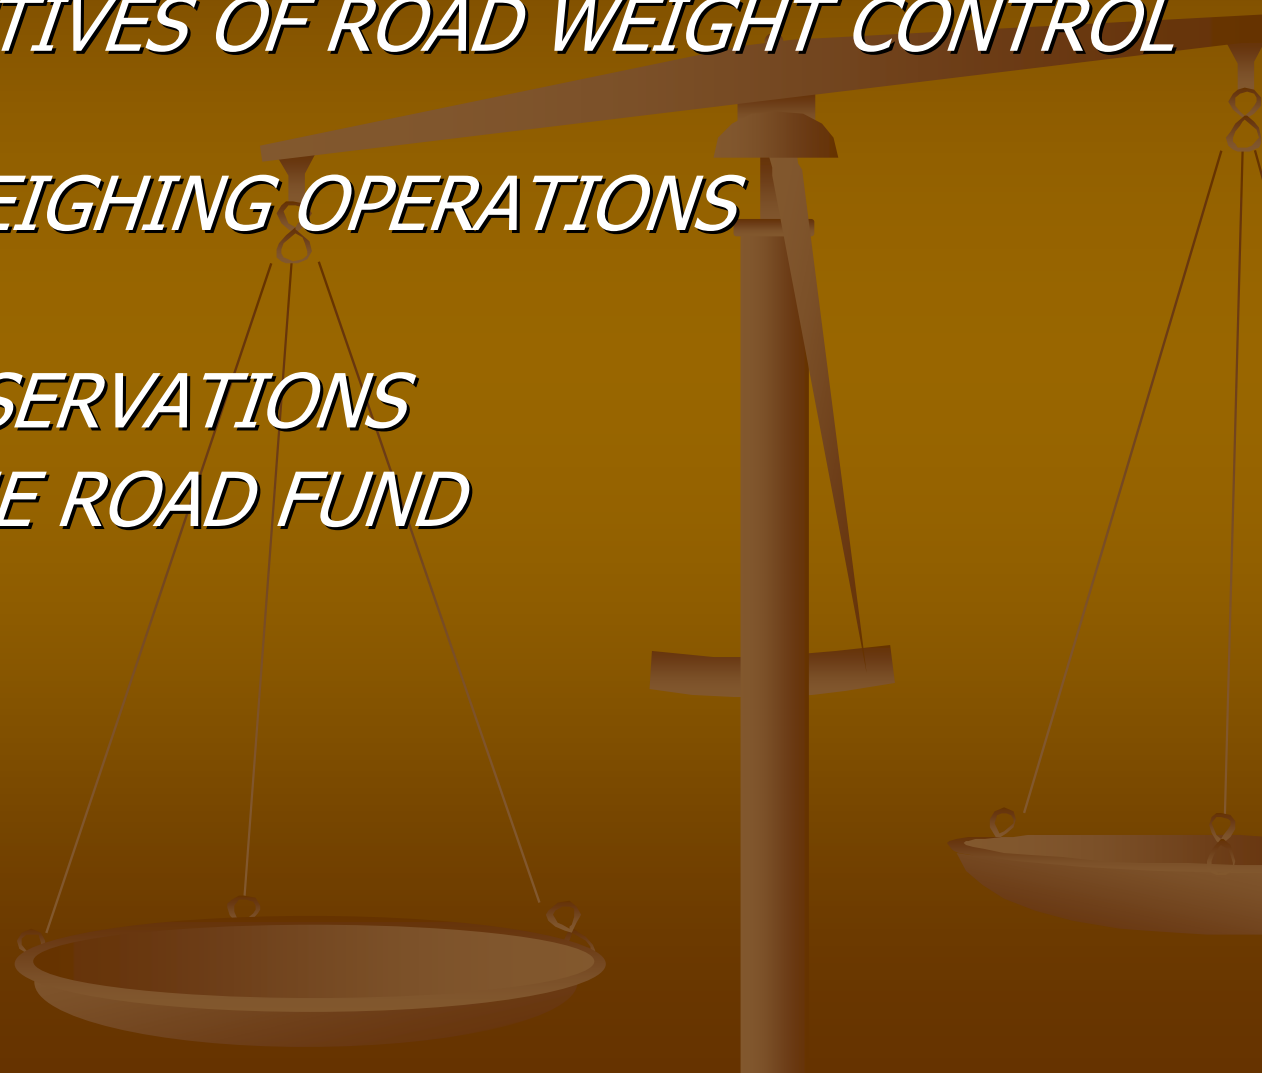 TIVES OF ROAD WEIGHT CONTROL
EIGHING OPERATIONS
SERVATIONS
E ROAD FUND